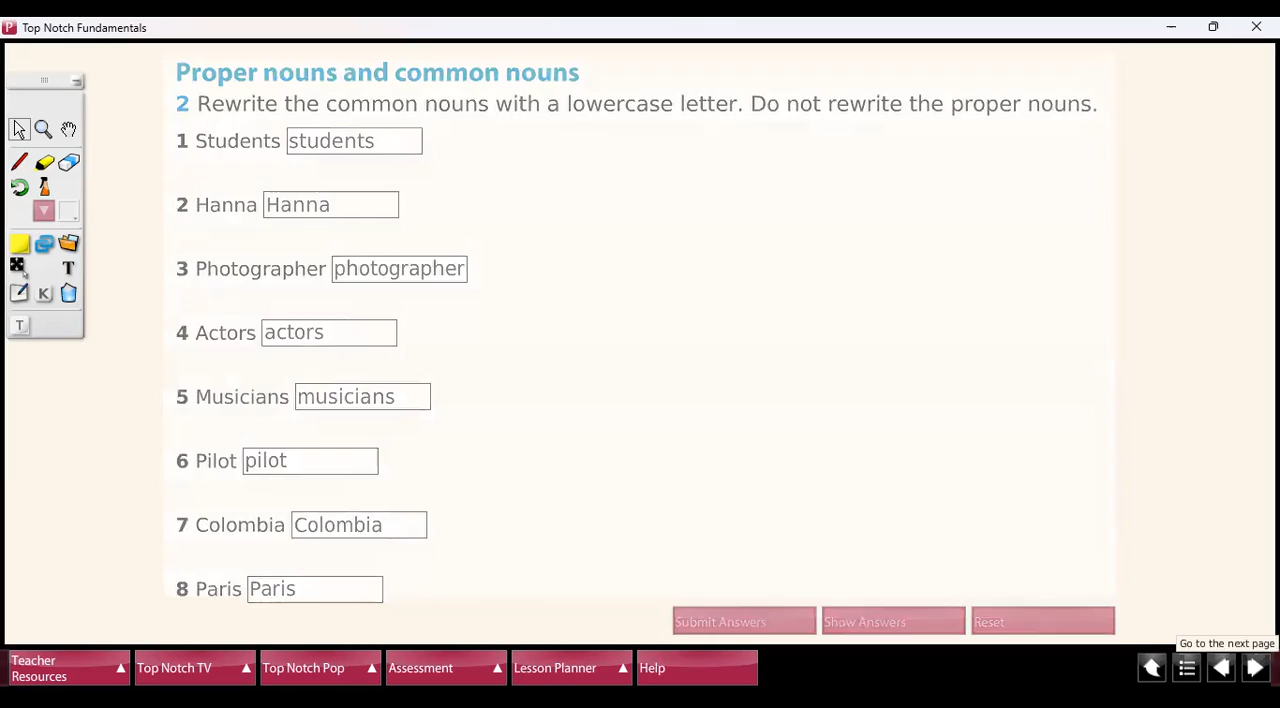 Top Notch Fundamentals
Proper nouns and common nouns
2 Rewrite the common nouns with a lowercase letter. Do not rewrite the proper nouns.
1 Students students
2 Hanna Hanna
3 Photographer photographer
4 Actors actors
5 Musicians musicians
6 Pilot pilot
7 Colombia Colombia
8 Paris Paris
Submit Answers Show Answers Reset
Go to the next page
Teacher Resources Top Notch TV Top Notch Pop Assessment Lesson Planner Help
T
K
T